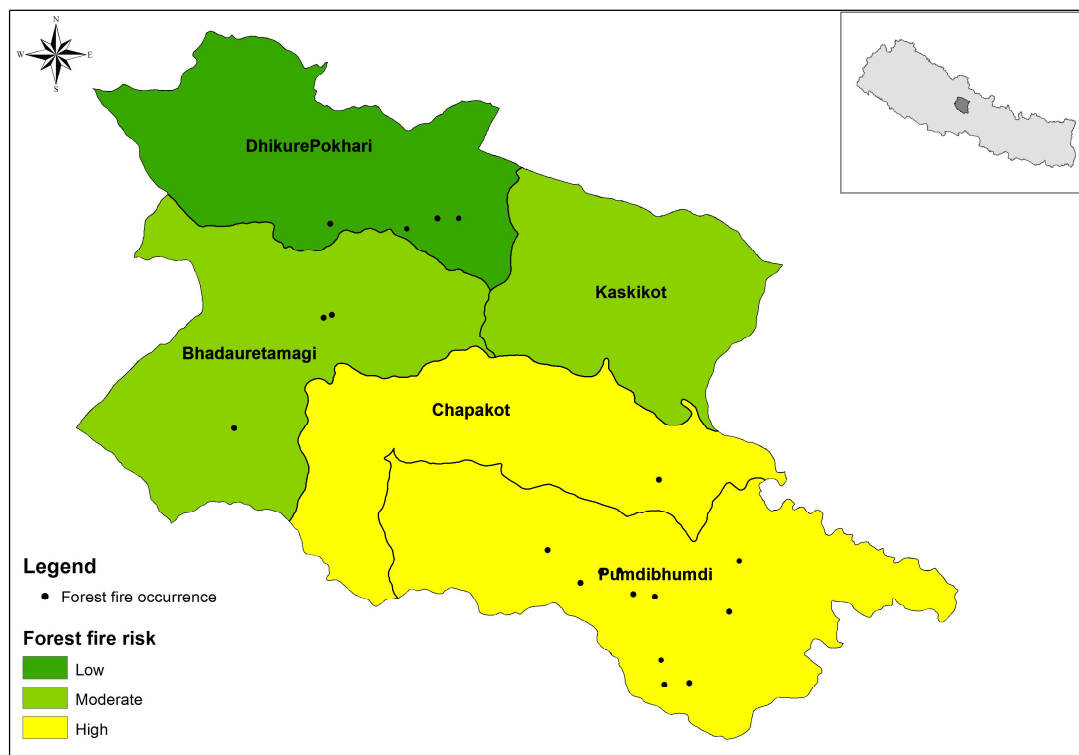 N
W E
S
DhikurePokhari
Kaskikot
Bhadauretamagi
Chapakot
Pumdibhumdi
Legend
Forest fire occurrence
Forest fire risk
Low
Moderate
High